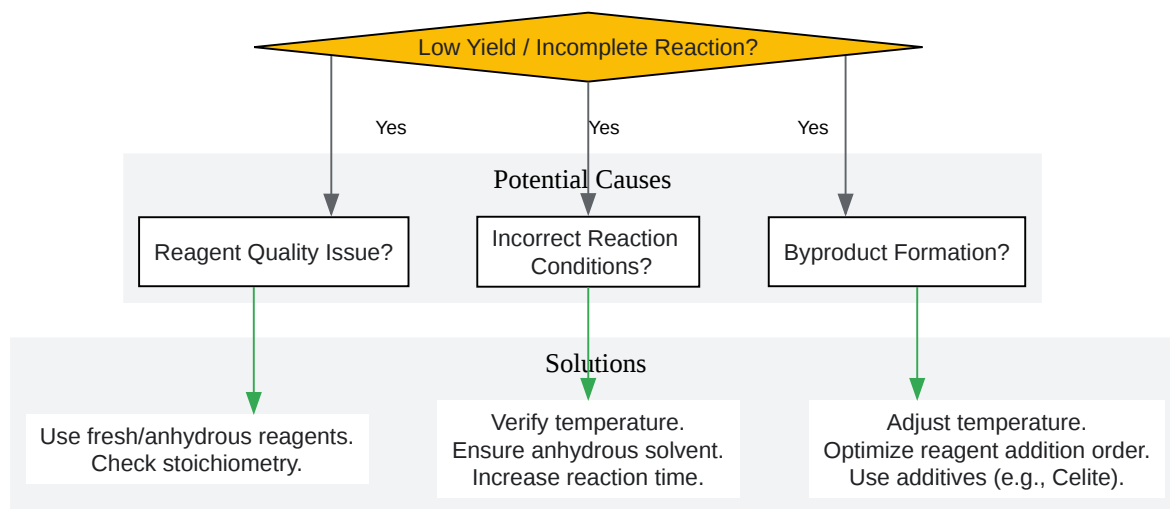 Low Yield / Incomplete Reaction?
Yes
Yes
Yes
Potential Causes
Reagent Quality Issue?
Incorrect Reaction
Conditions?
Byproduct Formation?
Solutions
Use fresh/anhydrous reagents.
Check stoichiometry.
Verify temperature.
Ensure anhydrous solvent.
Increase reaction time.
Adjust temperature.
Optimize reagent addition order.
Use additives (e.g., Celite).